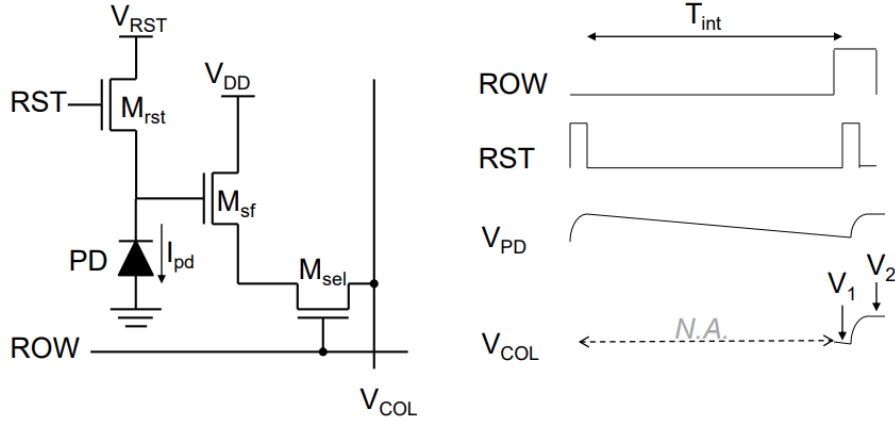 V_RST
RST
M_rst
V_DD
M_sf
PD
I_pd
M_sel
ROW
V_COL
T_int
ROW
RST
V_PD
V_1
V_2
N.A.
V_COL